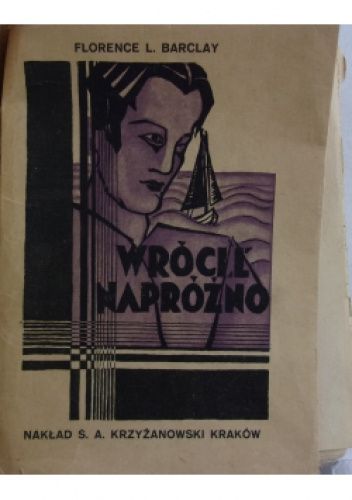 FLORENCE L. BARCLAY
WRÓCIŁ
NAPRÓŻNO
NAKŁAD S. A. KRZYŻANOWSKI KRAKÓW